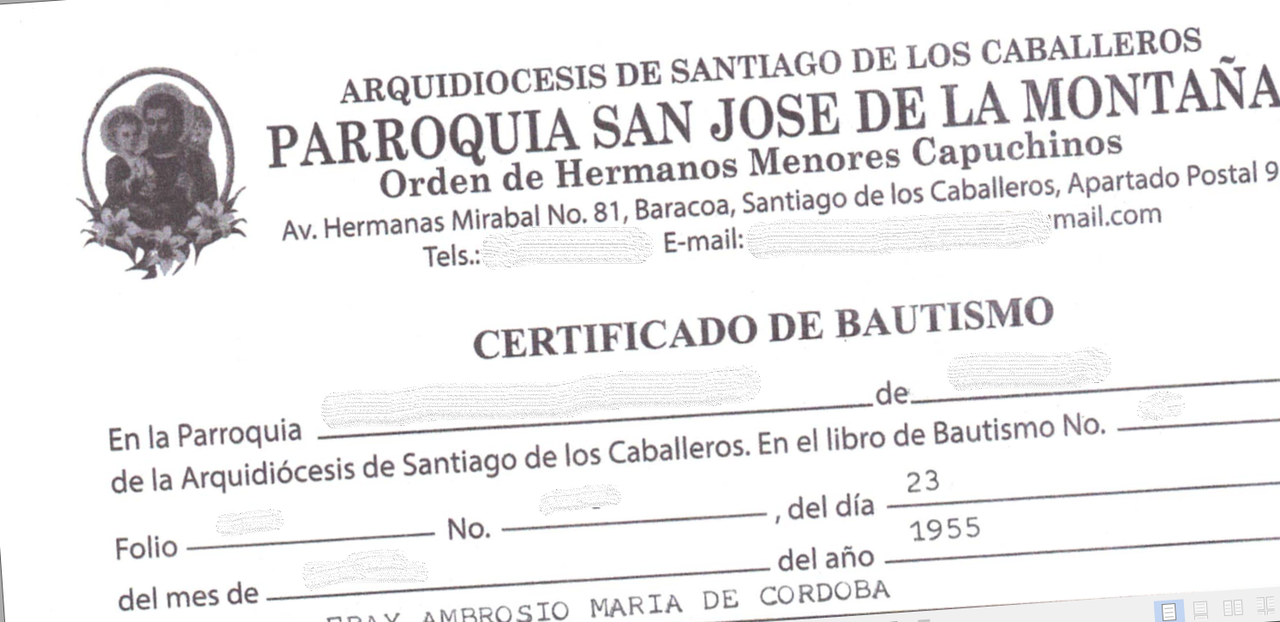 ARQUIDIOCESIS DE SANTIAGO DE LOS CABALLEROS
PARROQUIA SAN JOSE DE LA MONTAÑA
Orden de Hermanos Menores Capuchinos
Av. Hermanas Mirabal No. 81, Baracoa, Santiago de los Caballeros, Apartado Postal 9
Tels.: E-mail: mail.com
CERTIFICADO DE BAUTISMO
En la Parroquia de
de la Arquidiócesis de Santiago de los Caballeros. En el libro de Bautismo No.
Folio No. , del día 23
del mes de del año 1955
FRAY AMBROSIO MARIA DE CORDOBA